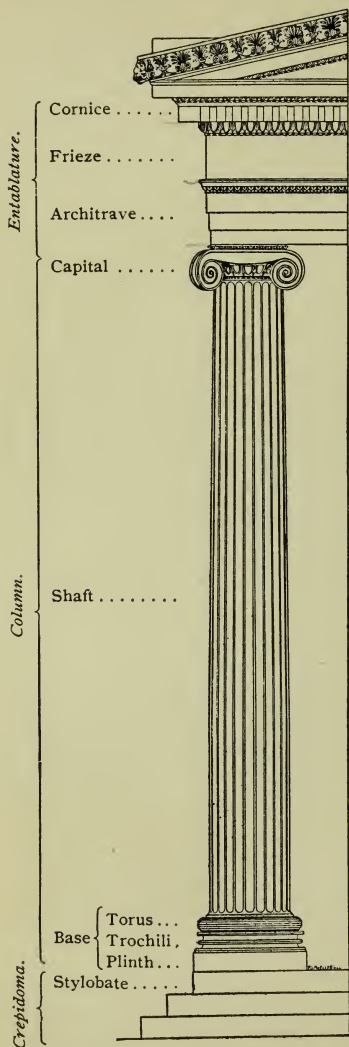 Entablature.
Cornice ......
Frieze .......
Architrave ....
Capital ......
Column.
Shaft ........
Base
Torus ...
Trochili .
Plinth ...
Crepidoma.
Stylobate .....